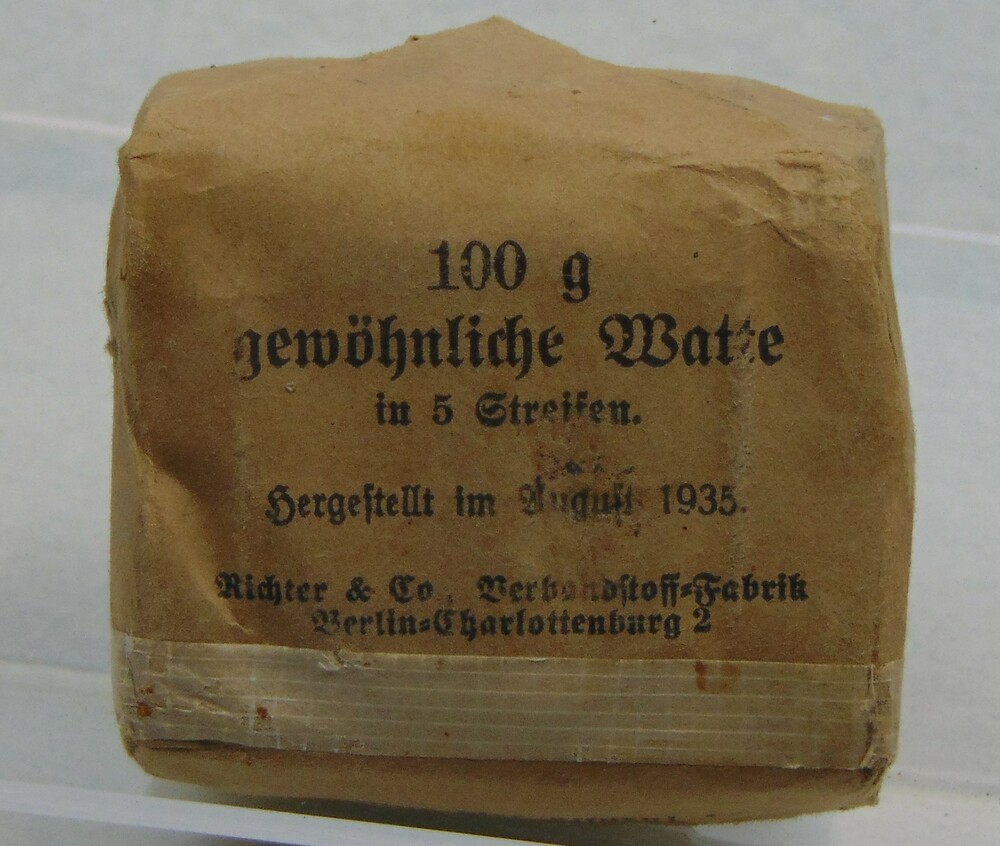 100 g
gewöhnliche Watte
in 5 Streifen.
Hergestellt im August 1935.
Richter & Co., Verbandstoff-Fabrik
Berlin-Charlottenburg 2